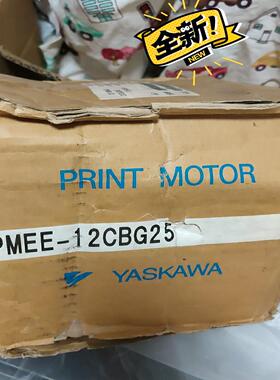 全新!
NEW
PRINT MOTOR
PMEE-12CBG25
YASKAWA